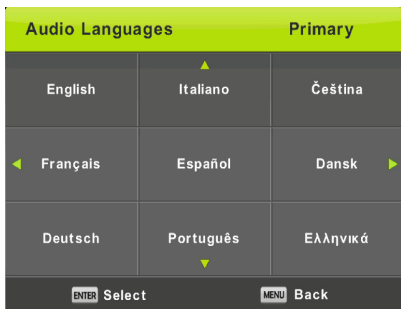 Audio Languages Primary
English Italiano Čeština
Français Español Dansk
Deutsch Português Ελληνικά
ENTER Select MENU Back